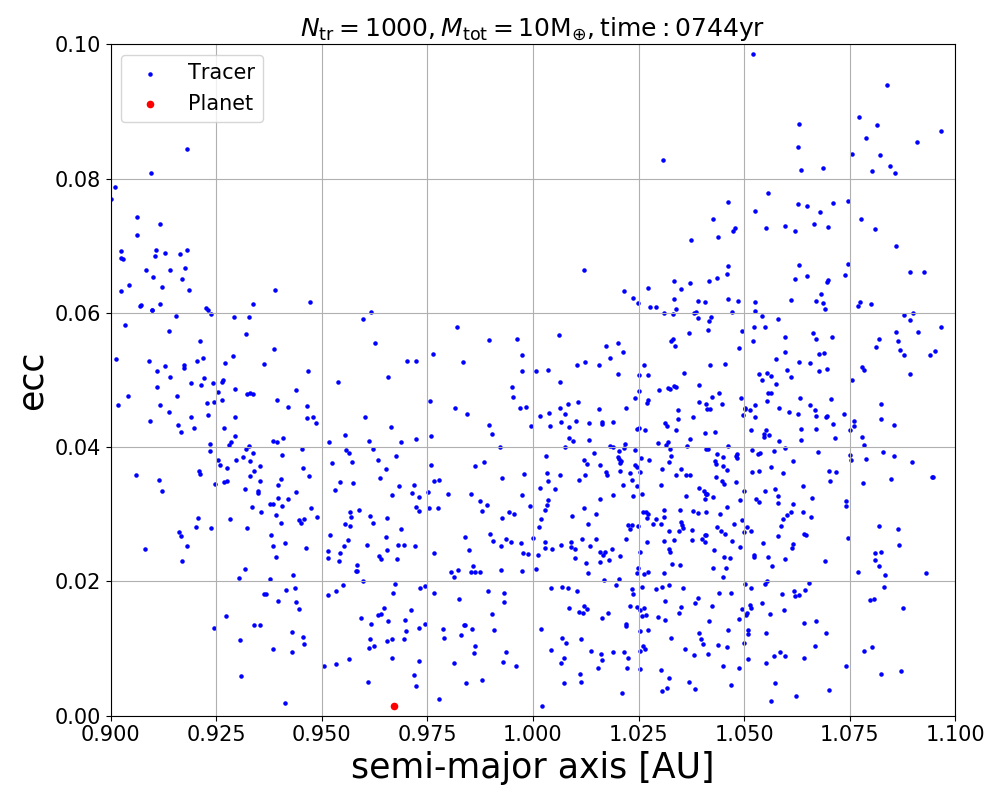 N_tr = 1000, M_tot = 10M_⊕, time : 0744yr
Tracer
Planet
0.10
0.08
0.06
0.04
0.02
0.00
ecc
0.900 0.925 0.950 0.975 1.000 1.025 1.050 1.075 1.100
semi-major axis [AU]